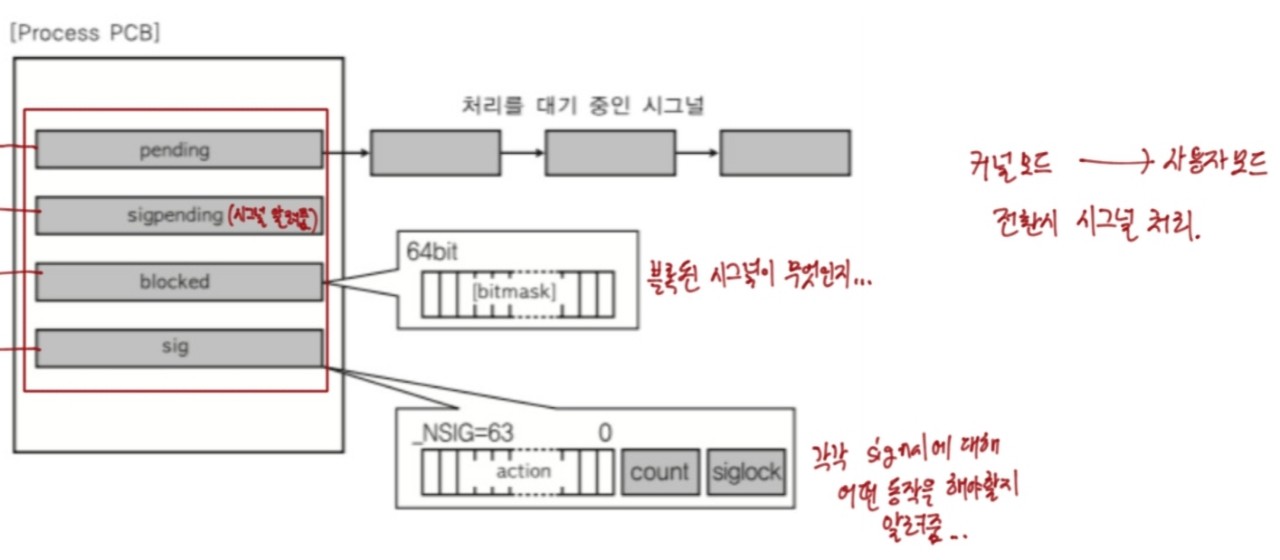 [Process PCB]
처리를 대기 중인 시그널
pending
커널모드 → 사용자모드
sigpending (시그널 알려줌)
전환시 시그널 처리.
64bit
blocked
[bitmask]
블록된 시그널이 무엇인지...
sig
_NSIG=63 0
action count siglock
각각 signal에 대해
어떤 동작을 해야할지
알려줌...